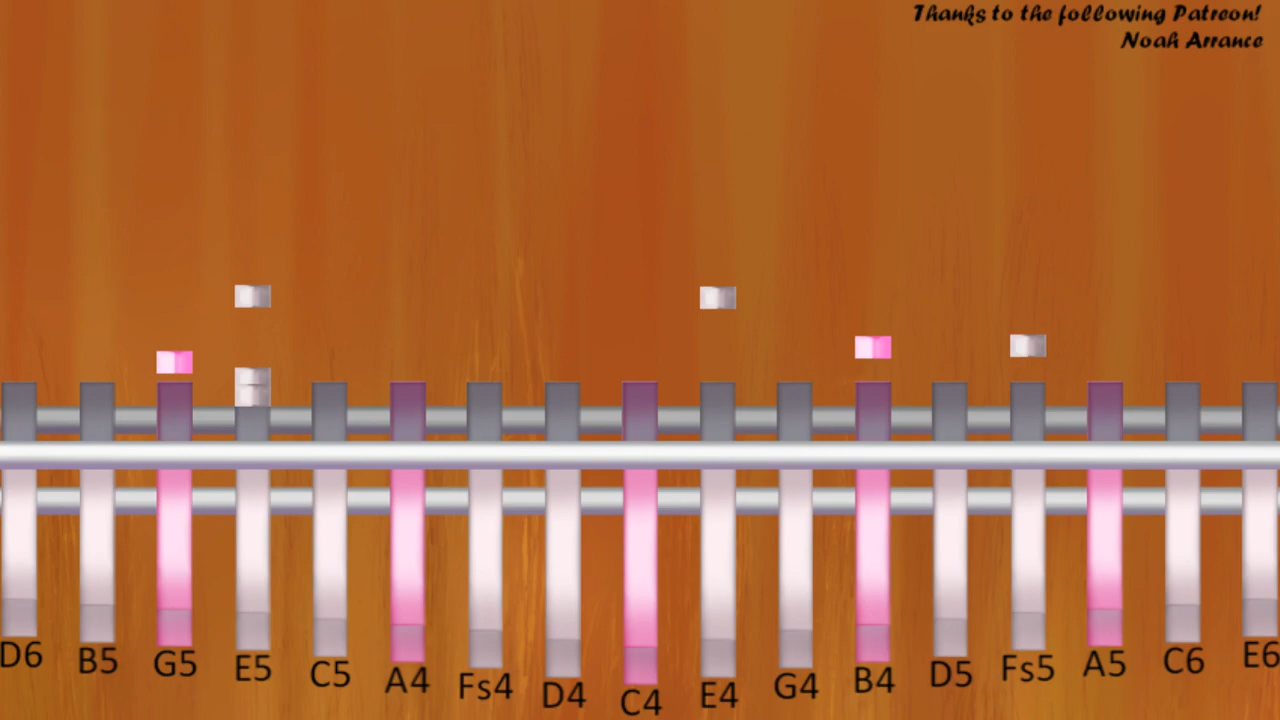 Thanks to the following Patreon!
Noah Arrance
D6 B5 G5 E5 C5 A4 Fs4 D4 C4 E4 G4 B4 D5 Fs5 A5 C6 E6